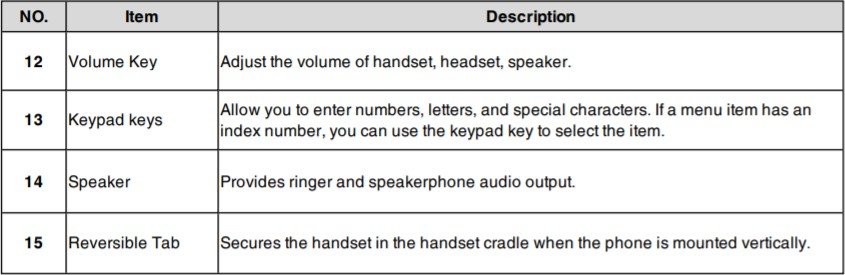 NO. Item Description
12 Volume Key Adjust the volume of handset, headset, speaker.
13 Keypad keys Allow you to enter numbers, letters, and special characters. If a menu item has an
index number, you can use the keypad key to select the item.
14 Speaker Provides ringer and speakerphone audio output.
15 Reversible Tab Secures the handset in the handset cradle when the phone is mounted vertically.